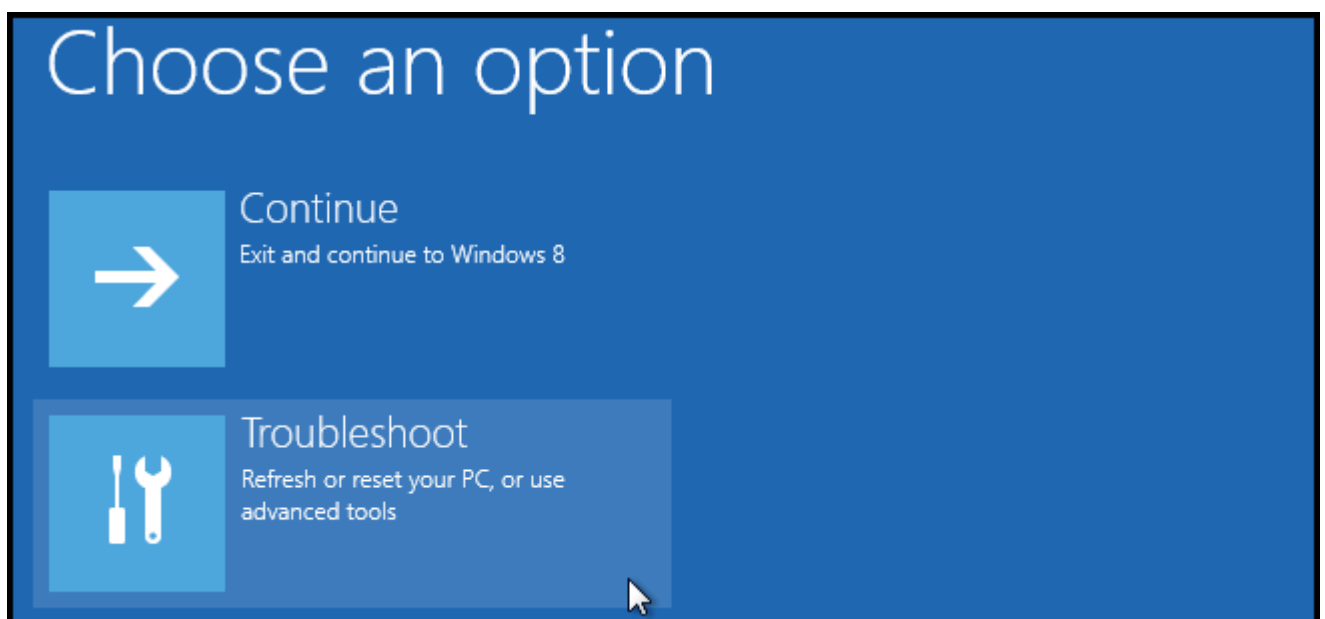 Choose an option
Continue
Exit and continue to Windows 8
Troubleshoot
Refresh or reset your PC, or use
advanced tools